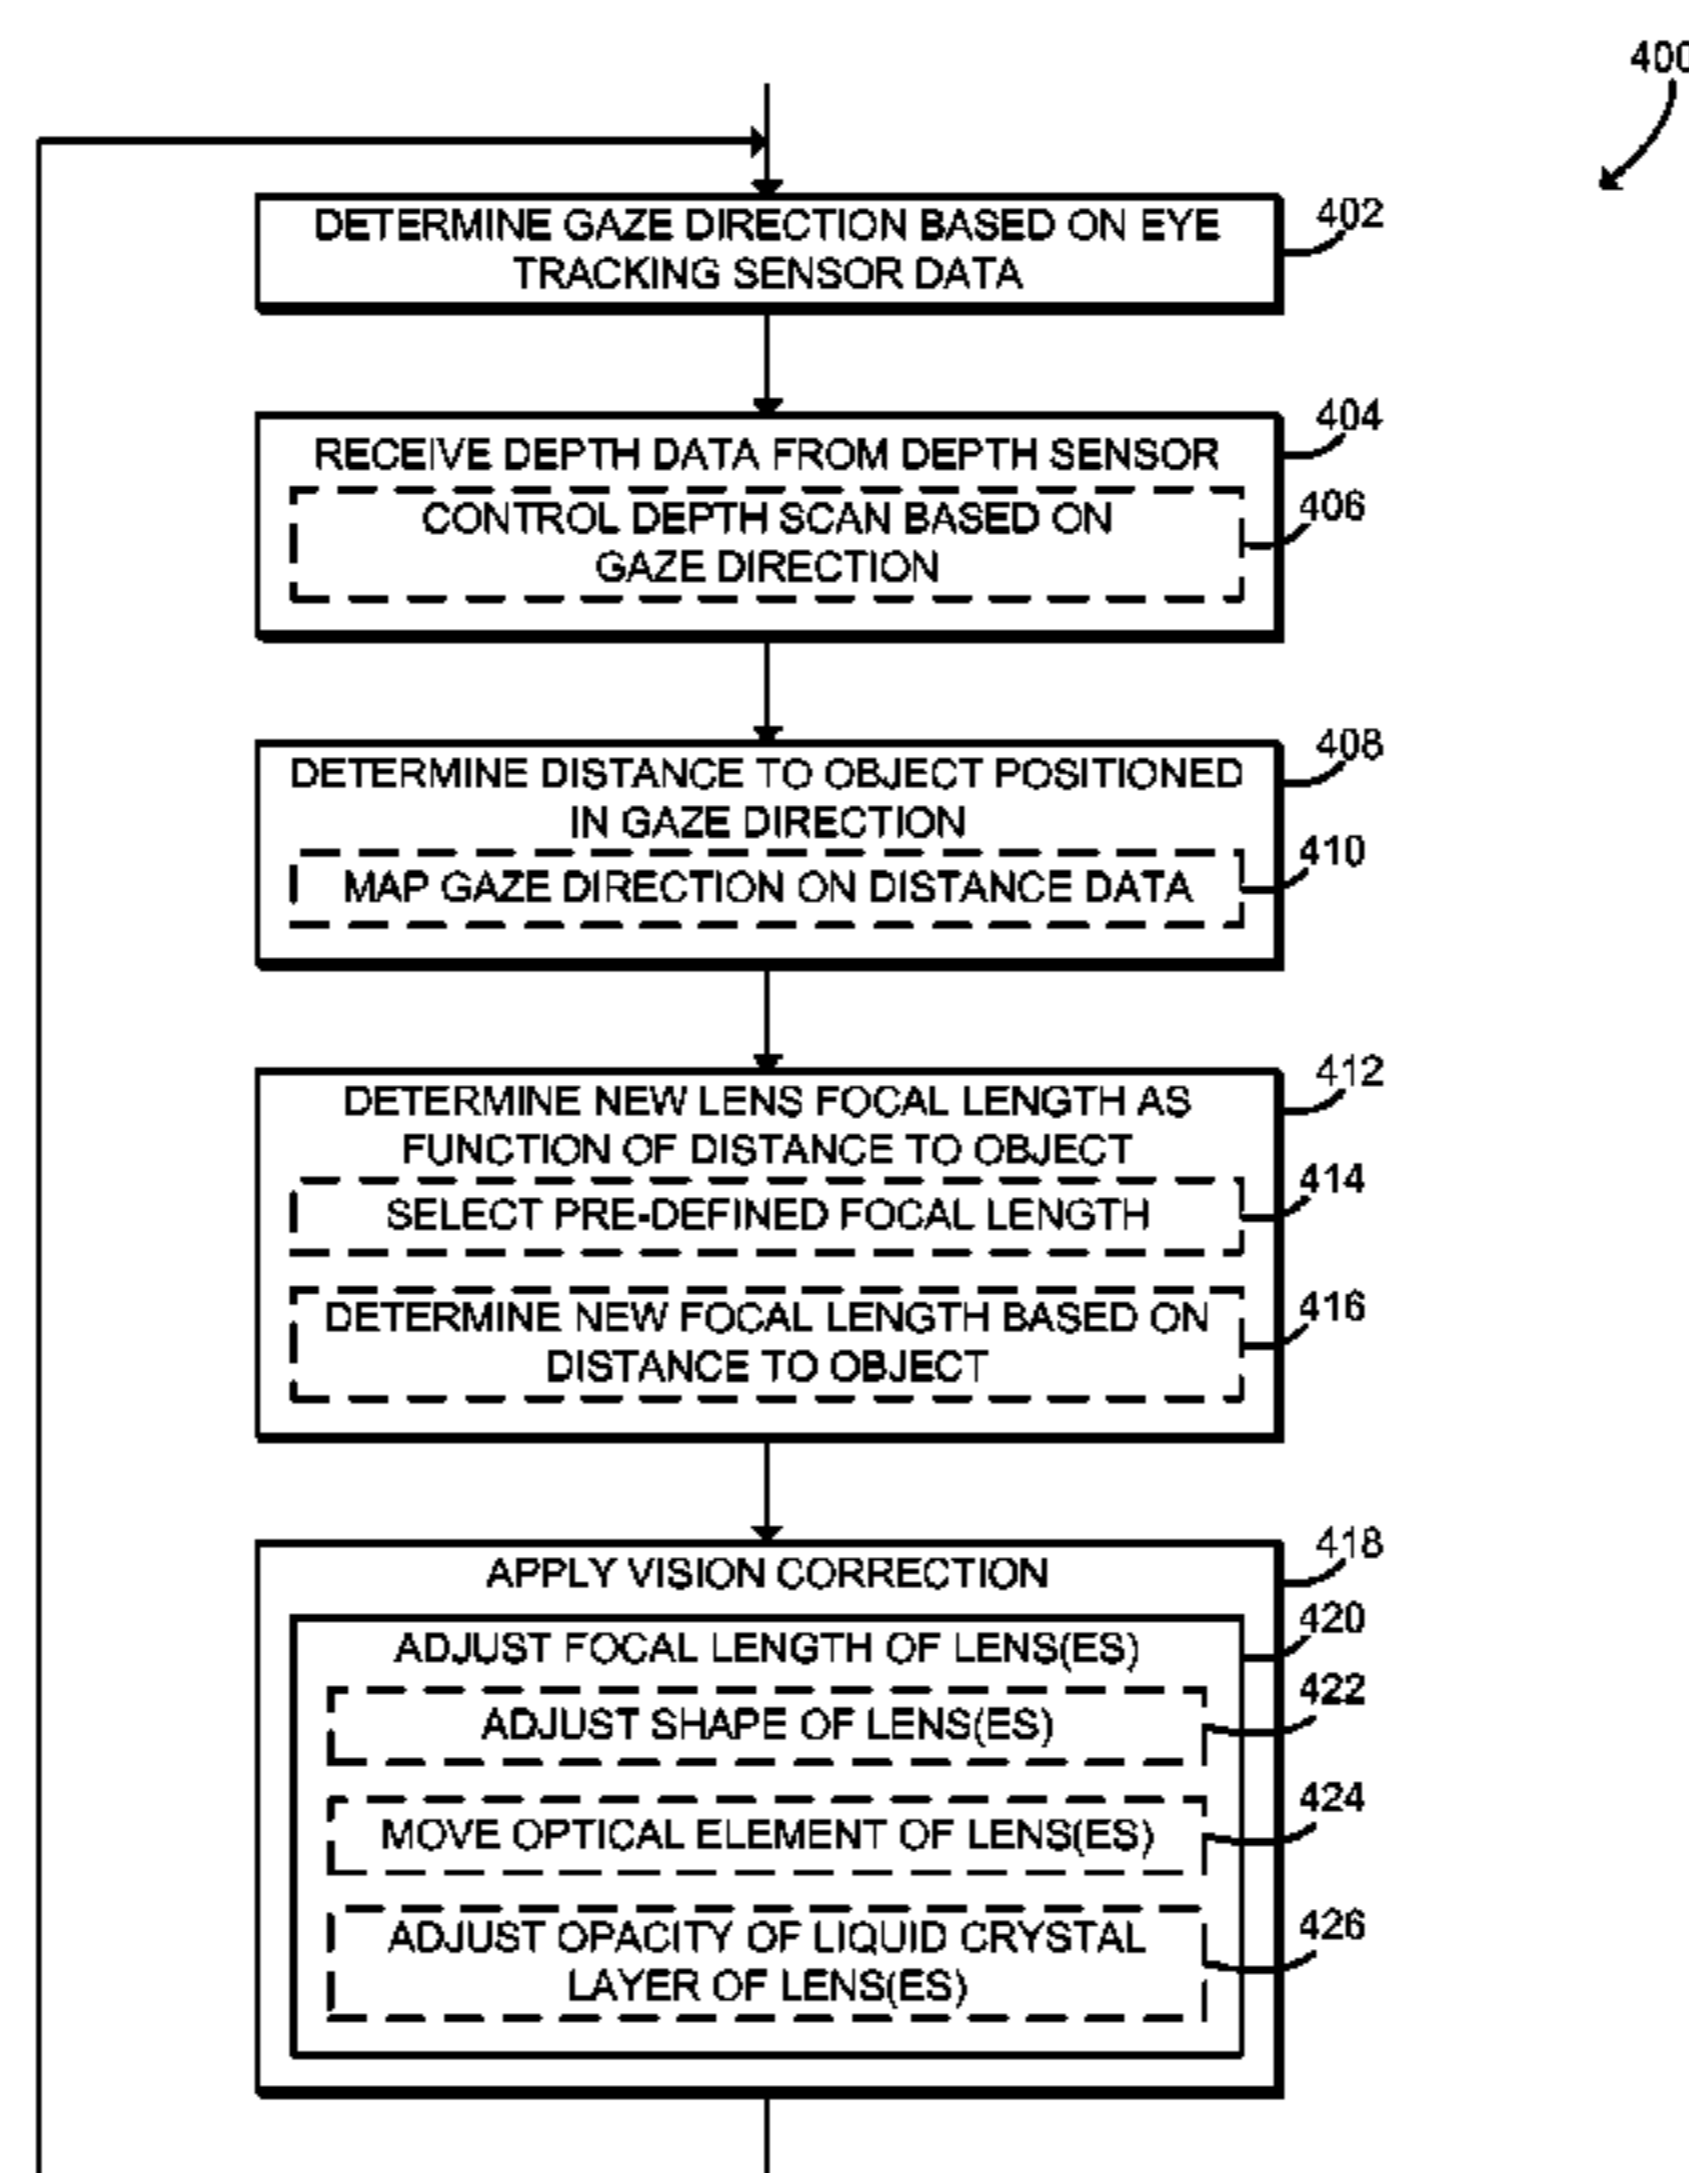 400
DETERMINE GAZE DIRECTION BASED ON EYE
TRACKING SENSOR DATA
402
RECEIVE DEPTH DATA FROM DEPTH SENSOR
404
CONTROL DEPTH SCAN BASED ON
GAZE DIRECTION
406
DETERMINE DISTANCE TO OBJECT POSITIONED
IN GAZE DIRECTION
408
MAP GAZE DIRECTION ON DISTANCE DATA
410
DETERMINE NEW LENS FOCAL LENGTH AS
FUNCTION OF DISTANCE TO OBJECT
412
SELECT PRE-DEFINED FOCAL LENGTH
414
DETERMINE NEW FOCAL LENGTH BASED ON
DISTANCE TO OBJECT
416
APPLY VISION CORRECTION
418
ADJUST FOCAL LENGTH OF LENS(ES)
420
ADJUST SHAPE OF LENS(ES)
422
MOVE OPTICAL ELEMENT OF LENS(ES)
424
ADJUST OPACITY OF LIQUID CRYSTAL
LAYER OF LENS(ES)
426